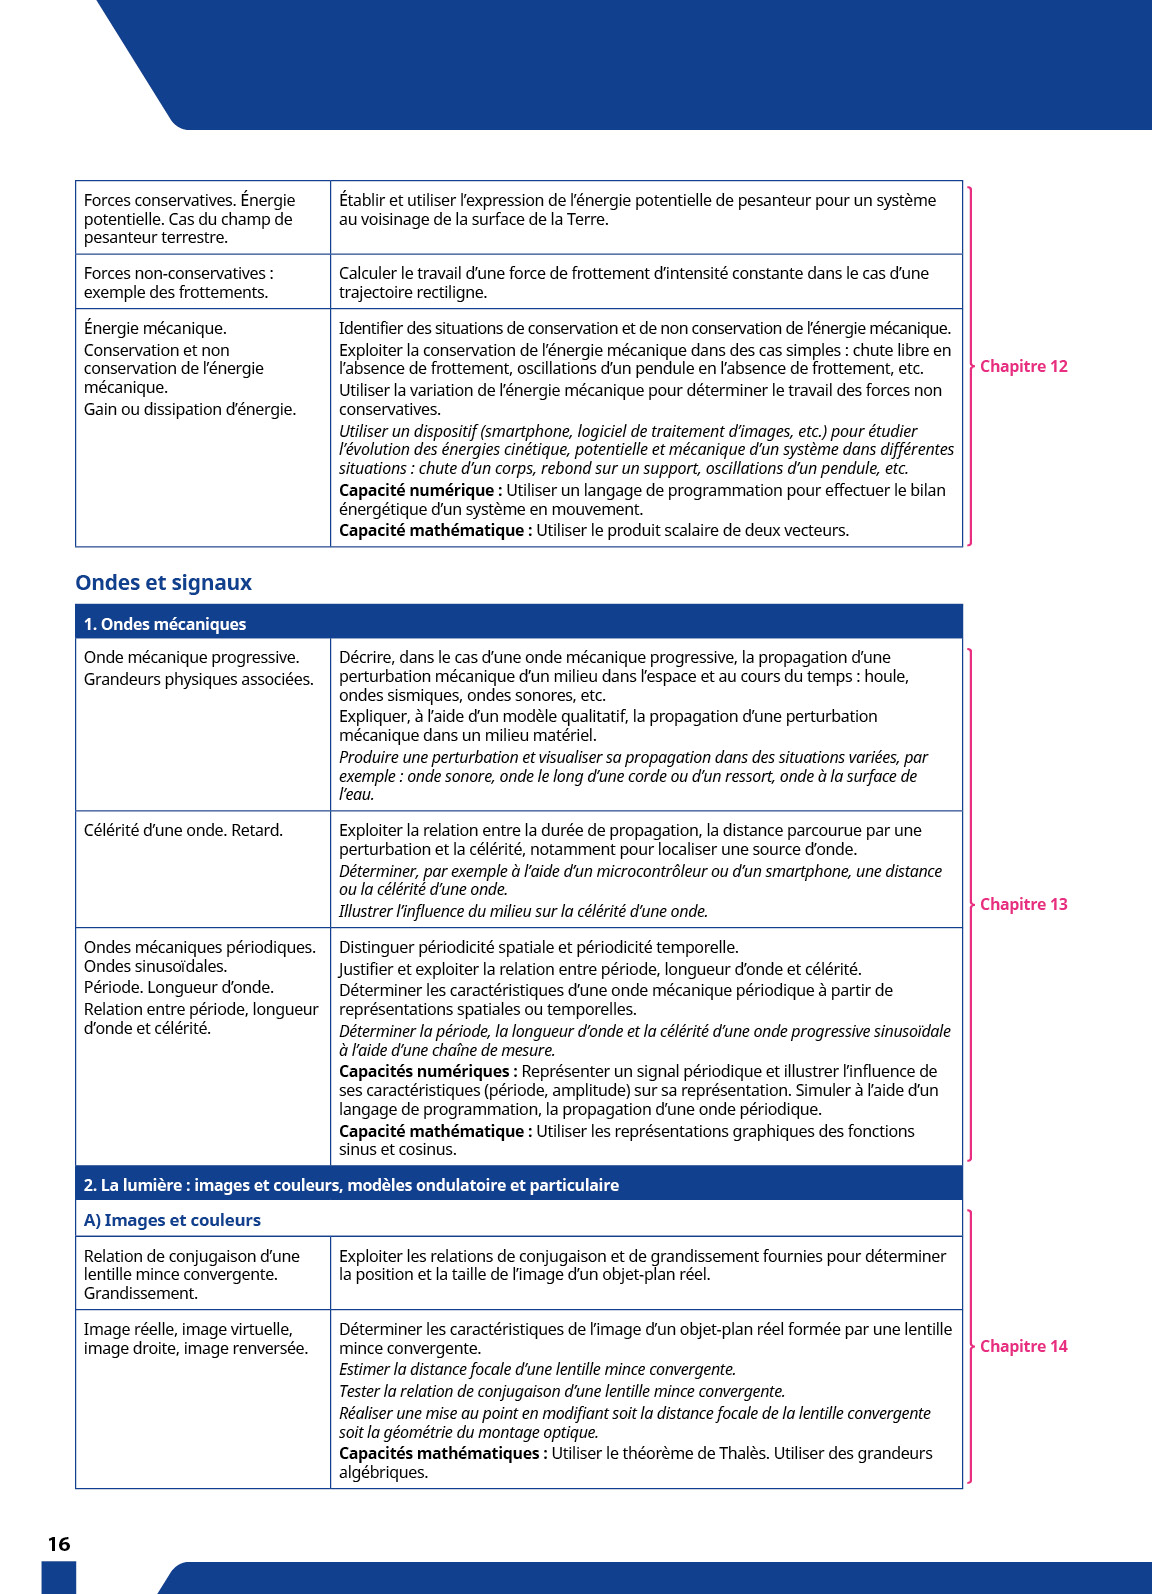 Forces conservatives. Énergie
potentielle. Cas du champ de
pesanteur terrestre.
Établir et utiliser l’expression de l’énergie potentielle de pesanteur pour un système
au voisinage de la surface de la Terre.
Forces non-conservatives :
exemple des frottements.
Calculer le travail d’une force de frottement d’intensité constante dans le cas d’une
trajectoire rectiligne.
Énergie mécanique.
Conservation et non
conservation de l’énergie
mécanique.
Gain ou dissipation d’énergie.
Identifier des situations de conservation et de non conservation de l’énergie mécanique.
Exploiter la conservation de l’énergie mécanique dans des cas simples : chute libre en
l’absence de frottement, oscillations d’un pendule en l’absence de frottement, etc.
Utiliser la variation de l’énergie mécanique pour déterminer le travail des forces non
conservatives.
Utiliser un dispositif (smartphone, logiciel de traitement d’images, etc.) pour étudier
l’évolution des énergies cinétique, potentielle et mécanique d’un système dans différentes
situations : chute d’un corps, rebond sur un support, oscillations d’un pendule, etc.
Capacité numérique : Utiliser un langage de programmation pour effectuer le bilan
énergétique d’un système en mouvement.
Capacité mathématique : Utiliser le produit scalaire de deux vecteurs.
Chapitre 12
Ondes et signaux
1. Ondes mécaniques
Onde mécanique progressive.
Grandeurs physiques associées.
Décrire, dans le cas d’une onde mécanique progressive, la propagation d’une
perturbation mécanique d’un milieu dans l’espace et au cours du temps : houle,
ondes sismiques, ondes sonores, etc.
Expliquer, à l’aide d’un modèle qualitatif, la propagation d’une perturbation
mécanique dans un milieu matériel.
Produire une perturbation et visualiser sa propagation dans des situations variées, par
exemple : onde sonore, onde le long d’une corde ou d’un ressort, onde à la surface de
l’eau.
Célérité d’une onde. Retard.
Exploiter la relation entre la durée de propagation, la distance parcourue par une
perturbation et la célérité, notamment pour localiser une source d’onde.
Déterminer, par exemple à l’aide d’un microcontrôleur ou d’un smartphone, une distance
ou la célérité d’une onde.
Illustrer l’influence du milieu sur la célérité d’une onde.
Chapitre 13
Ondes mécaniques périodiques.
Ondes sinusoïdales.
Période. Longueur d’onde.
Relation entre période, longueur
d’onde et célérité.
Distinguer périodicité spatiale et périodicité temporelle.
Justifier et exploiter la relation entre période, longueur d’onde et célérité.
Déterminer les caractéristiques d’une onde mécanique périodique à partir de
représentations spatiales ou temporelles.
Déterminer la période, la longueur d’onde et la célérité d’une onde progressive sinusoïdale
à l’aide d’une chaîne de mesure.
Capacités numériques : Représenter un signal périodique et illustrer l’influence de
ses caractéristiques (période, amplitude) sur sa représentation. Simuler à l’aide d’un
langage de programmation, la propagation d’une onde périodique.
Capacité mathématique : Utiliser les représentations graphiques des fonctions
sinus et cosinus.
2. La lumière : images et couleurs, modèles ondulatoire et particulaire
A) Images et couleurs
Relation de conjugaison d’une
lentille mince convergente.
Grandissement.
Exploiter les relations de conjugaison et de grandissement fournies pour déterminer
la position et la taille de l’image d’un objet-plan réel.
Image réelle, image virtuelle,
image droite, image renversée.
Déterminer les caractéristiques de l’image d’un objet-plan réel formée par une lentille
mince convergente.
Estimer la distance focale d’une lentille mince convergente.
Tester la relation de conjugaison d’une lentille mince convergente.
Réaliser une mise au point en modifiant soit la distance focale de la lentille convergente
soit la géométrie du montage optique.
Capacités mathématiques : Utiliser le théorème de Thalès. Utiliser des grandeurs
algébriques.
Chapitre 14
16